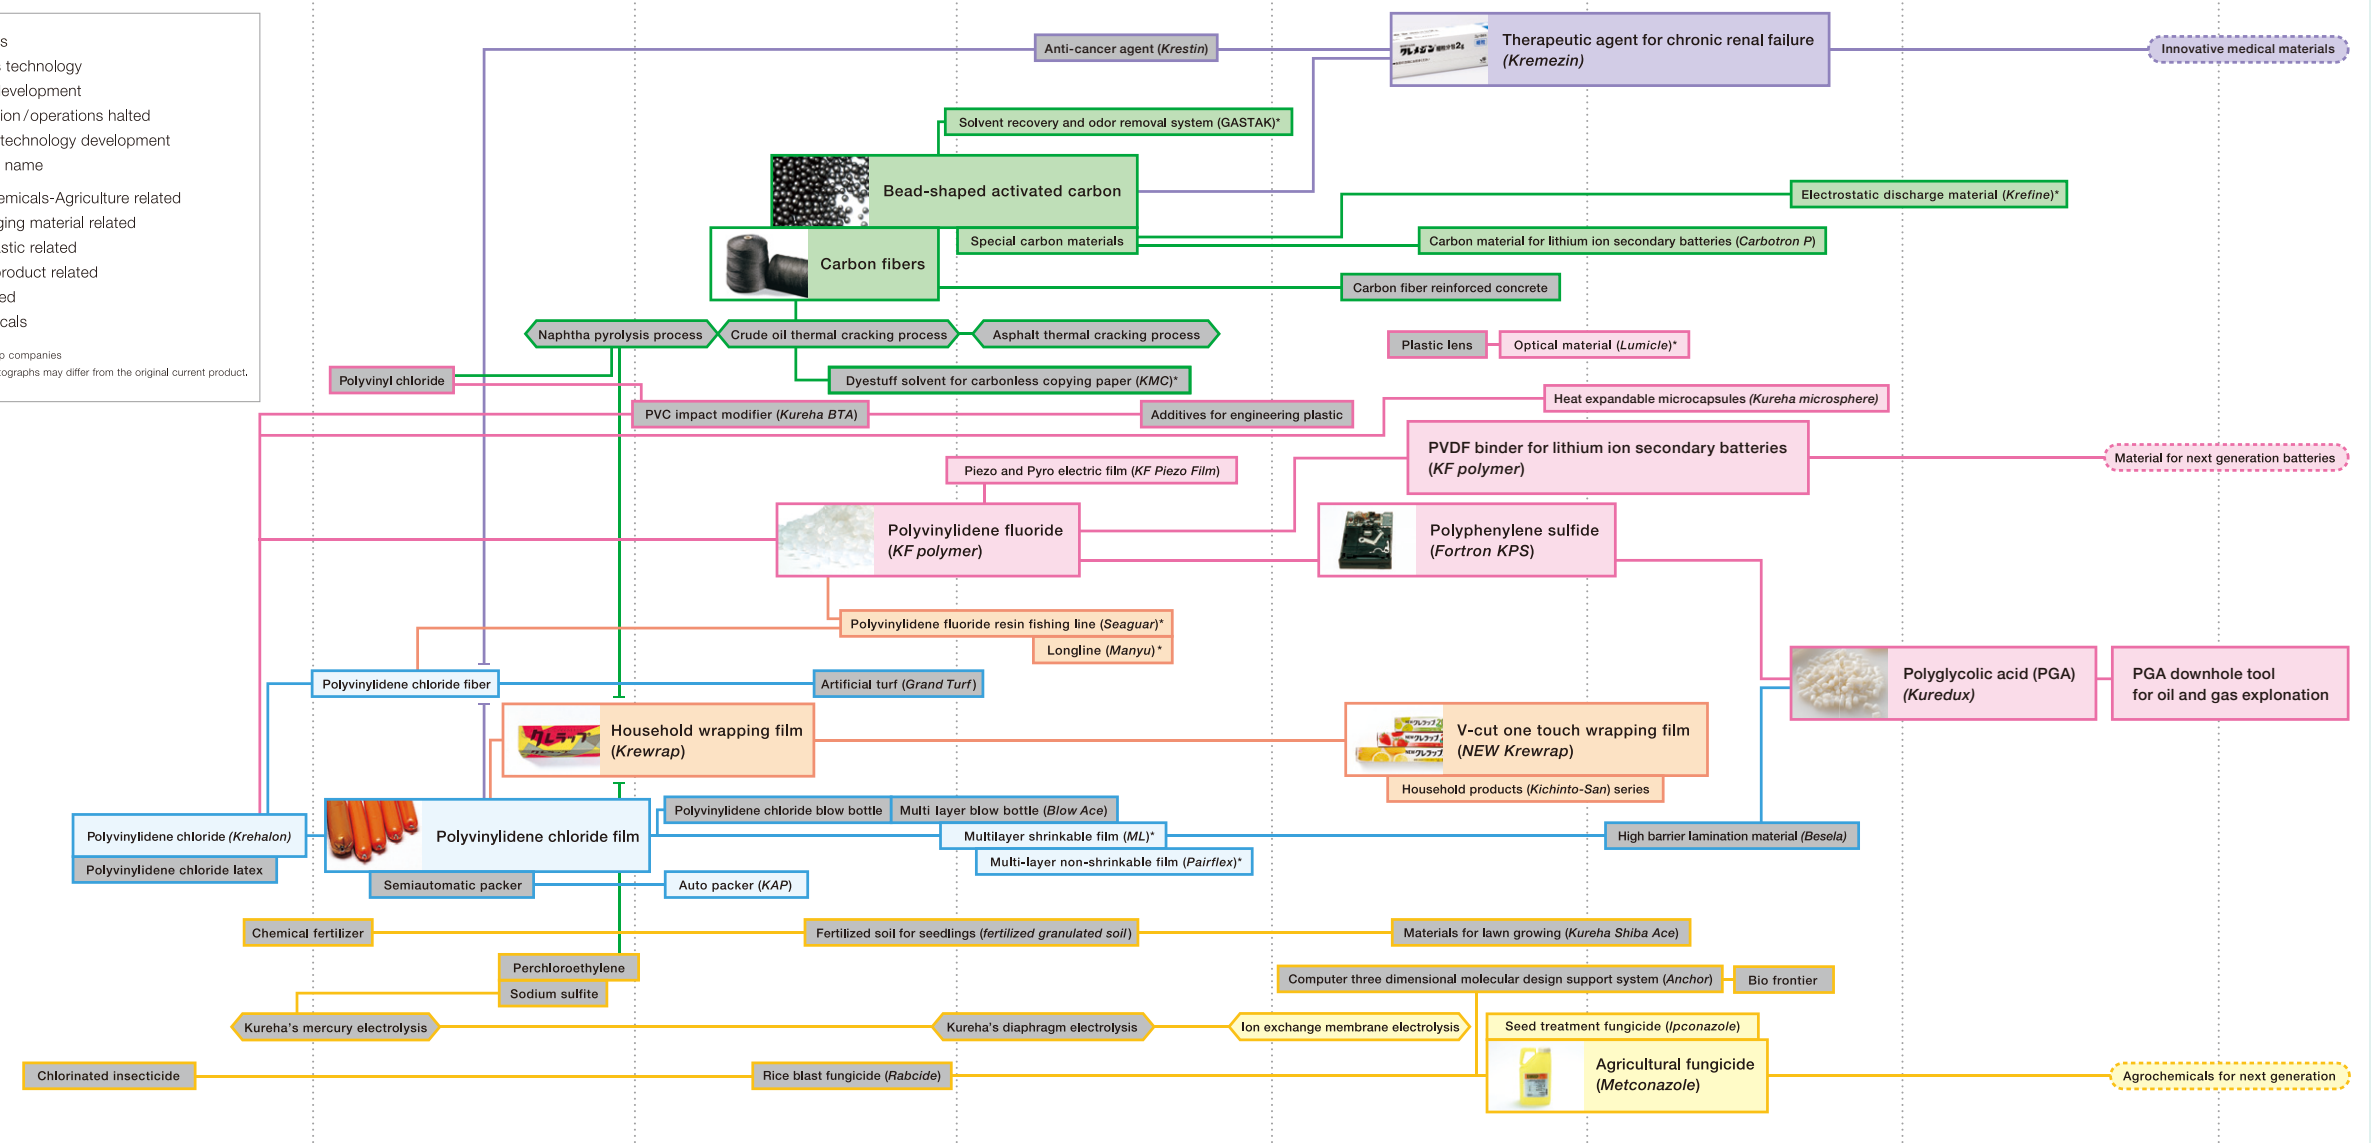 s
s technology
evelopment
ion/operations halted
technology development
name
emicals-Agriculture related
ging material related
astic related
product related
ed
cals
p companies
tographs may differ from the original current product.
Anti-cancer agent (Krestin)
クレメジン
Therapeutic agent for chronic renal failure
(Kremezin)
Innovative medical materials
Solvent recovery and odor removal system (GASTAK)*
Bead-shaped activated carbon
Electrostatic discharge material (Krefine)*
Special carbon materials
Carbon material for lithium ion secondary batteries (Carbotron P)
Carbon fibers
Carbon fiber reinforced concrete
Naphtha pyrolysis process
Crude oil thermal cracking process
Asphalt thermal cracking process
Plastic lens
Optical material (Lumicle)*
Polyvinyl chloride
Dyestuff solvent for carbonless copying paper (KMC)*
PVC impact modifier (Kureha BTA)
Additives for engineering plastic
Heat expandable microcapsules (Kureha microsphere)
PVDF binder for lithium ion secondary batteries
(KF polymer)
Material for next generation batteries
Piezo and Pyro electric film (KF Piezo Film)
Polyvinylidene fluoride
(KF polymer)
Polyphenylene sulfide
(Fortron KPS)
Polyvinylidene fluoride resin fishing line (Seaguar)*
Longline (Manyu)*
Polyvinylidene chloride fiber
Artificial turf (Grand Turf)
Polyglycolic acid (PGA)
(Kuredux)
PGA downhole tool
for oil and gas explonation
クレラップ
Household wrapping film
(Krewrap)
V-cut one touch wrapping film
(NEW Krewrap)
Household products (Kichinto-San) series
Polyvinylidene chloride (Krehalon)
Polyvinylidene chloride latex
Polyvinylidene chloride film
Polyvinylidene chloride blow bottle
Multi layer blow bottle (Blow Ace)
Multilayer shrinkable film (ML)*
Multi-layer non-shrinkable film (Pairflex)*
High barrier lamination material (Besela)
Semiautomatic packer
Auto packer (KAP)
Chemical fertilizer
Fertilized soil for seedlings (fertilized granulated soil)
Materials for lawn growing (Kureha Shiba Ace)
Perchloroethylene
Sodium sulfite
Computer three dimensional molecular design support system (Anchor)
Bio frontier
Kureha's mercury electrolysis
Kureha's diaphragm electrolysis
Ion exchange membrane electrolysis
Seed treatment fungicide (Ipconazole)
Chlorinated insecticide
Rice blast fungicide (Rabcide)
Agricultural fungicide
(Metconazole)
Agrochemicals for next generation